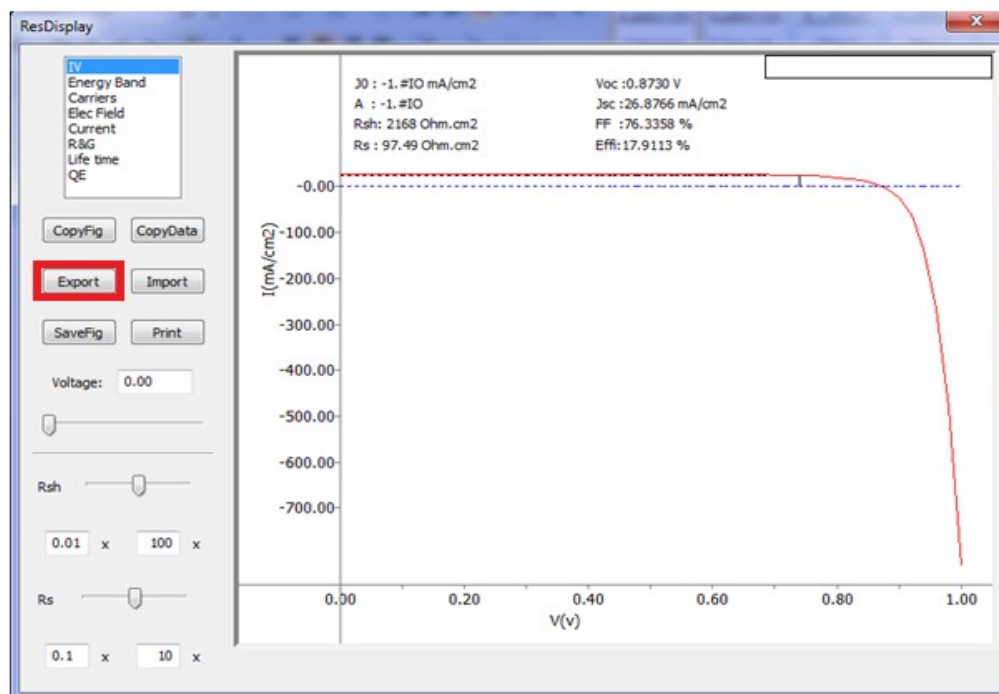 ResDisplay
IV
Energy Band
Carriers
Elec Field
Current
R&G
Life time
QE
CopyFig CopyData
Export Import
SaveFig Print
Voltage: 0.00
Rsh
0.01 x 100 x
Rs
0.1 x 10 x
J0 : -1.#IO mA/cm2 Voc :0.8730 V
A : -1.#IO Jsc :26.8766 mA/cm2
Rsh: 2168 Ohm.cm2 FF :76.3358 %
Rs : 97.49 Ohm.cm2 Effi:17.9113 %
I(mA/cm2)
-0.00
-100.00
-200.00
-300.00
-400.00
-500.00
-600.00
-700.00
0.00 0.20 0.40 0.60 0.80 1.00
V(v)